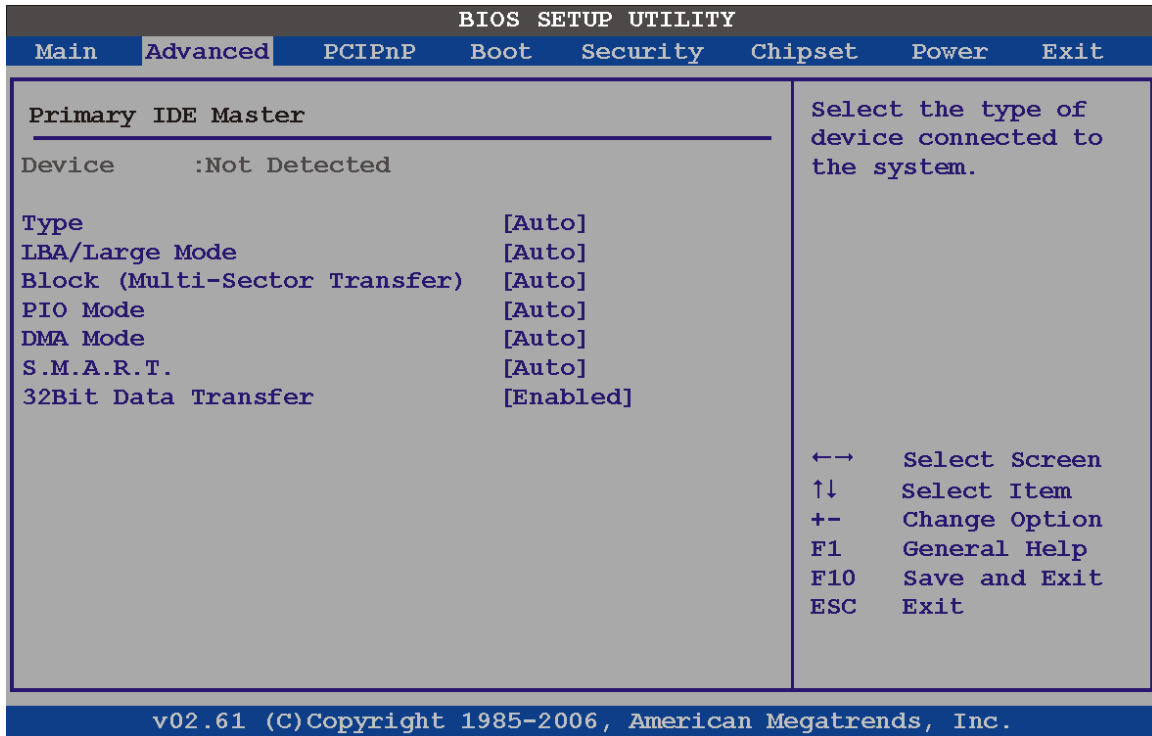 BIOS SETUP UTILITY
Main Advanced PCIPnP Boot Security Chipset Power Exit
Primary IDE Master
Device :Not Detected
Type [Auto]
LBA/Large Mode [Auto]
Block (Multi-Sector Transfer) [Auto]
PIO Mode [Auto]
DMA Mode [Auto]
S.M.A.R.T. [Auto]
32Bit Data Transfer [Enabled]
Select the type of
device connected to
the system.
←→ Select Screen
↑↓ Select Item
+- Change Option
F1 General Help
F10 Save and Exit
ESC Exit
v02.61 (C)Copyright 1985-2006, American Megatrends, Inc.